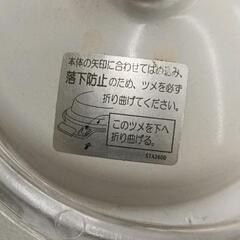 本体の矢印に合わせてはめ込み、
落下防止のため、ツメを必ず
折り曲げてください。
このツメを下へ
折り曲げる。